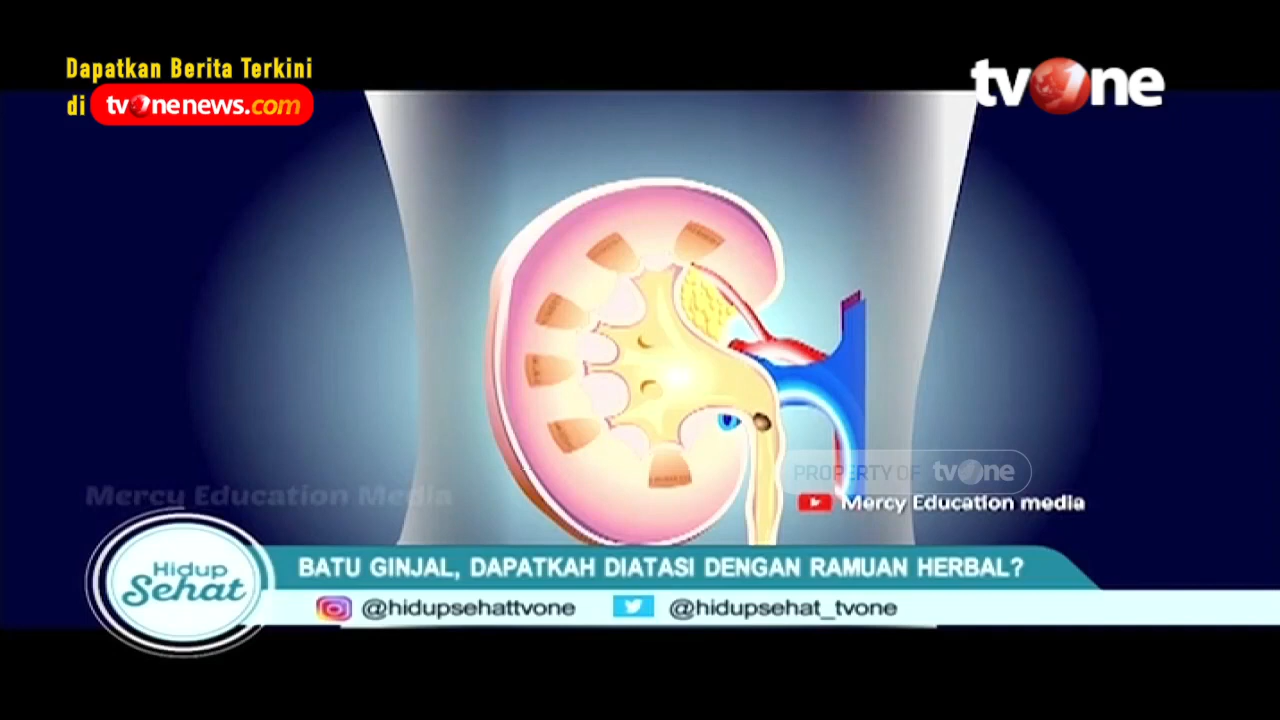 Dapatkan Berita Terkini
di tvOnenews.com
tvOne
PROPERTY OF tvOne
Mercy Education Media
Mercy Education media
Hidup
Sehat
BATU GINJAL, DAPATKAH DIATASI DENGAN RAMUAN HERBAL?
@hidupsehattvone @hidupsehat_tvone